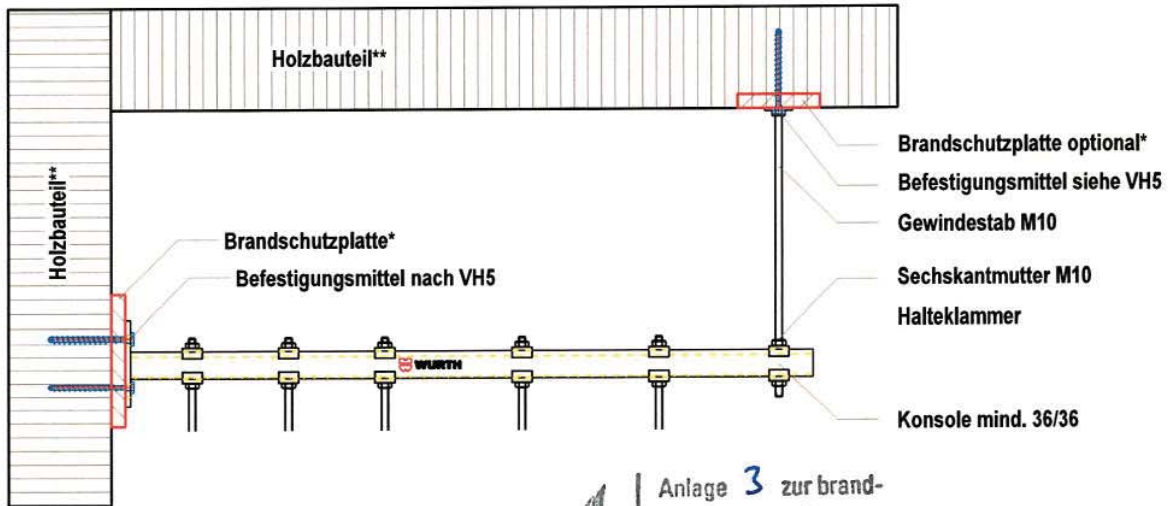 Holzbauteil**
Holzbauteil**
Brandschutzplatte optional*
Befestigungsmittel siehe VH5
Gewindestab M10
Brandschutzplatte*
Befestigungsmittel nach VH5
Sechskantmutter M10
Halteklammer
WURTH
Konsole mind. 36/36
Anlage 3 zur brand-